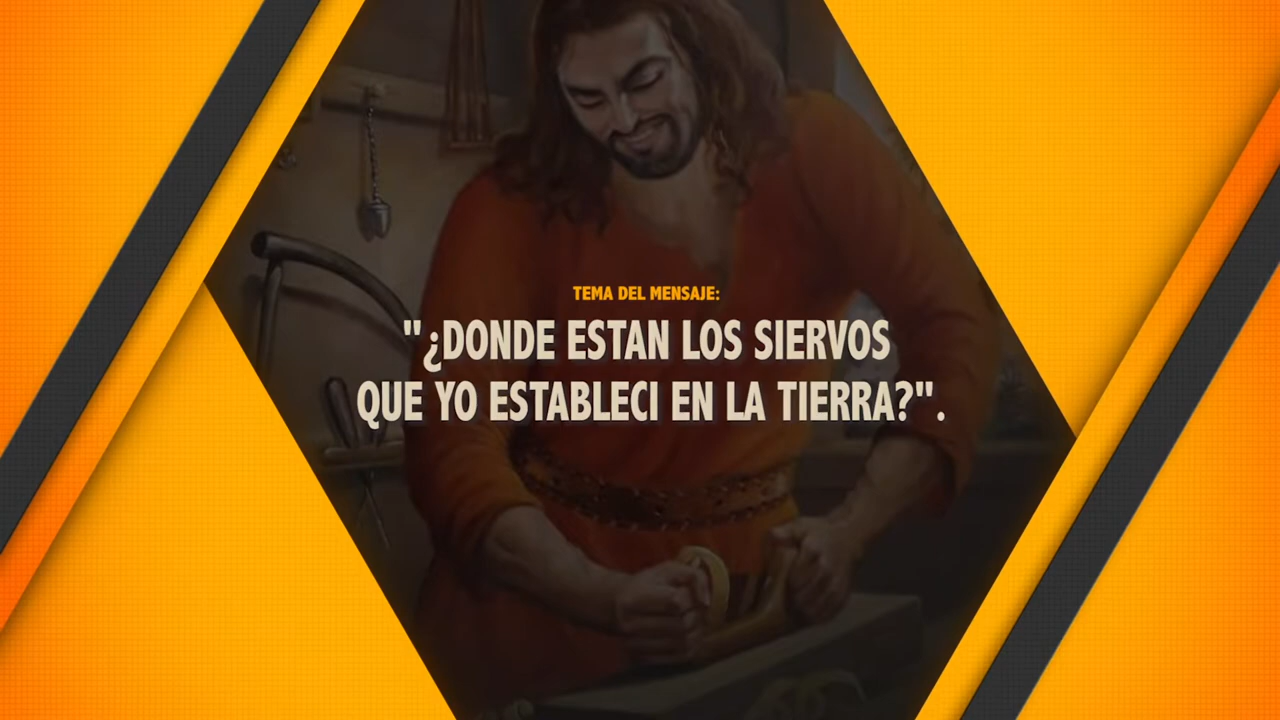 TEMA DEL MENSAJE:
"¿DONDE ESTAN LOS SIERVOS
QUE YO ESTABLECI EN LA TIERRA?".